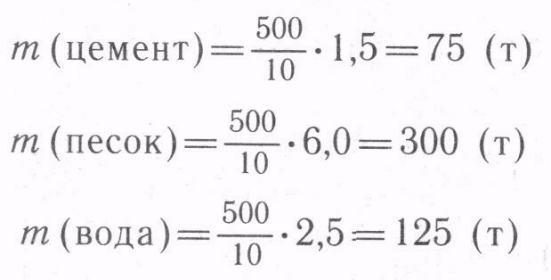 m (цемент) = 500/10 · 1,5 = 75 (т)
m (песок) = 500/10 · 6,0 = 300 (т)
m (вода) = 500/10 · 2,5 = 125 (т)